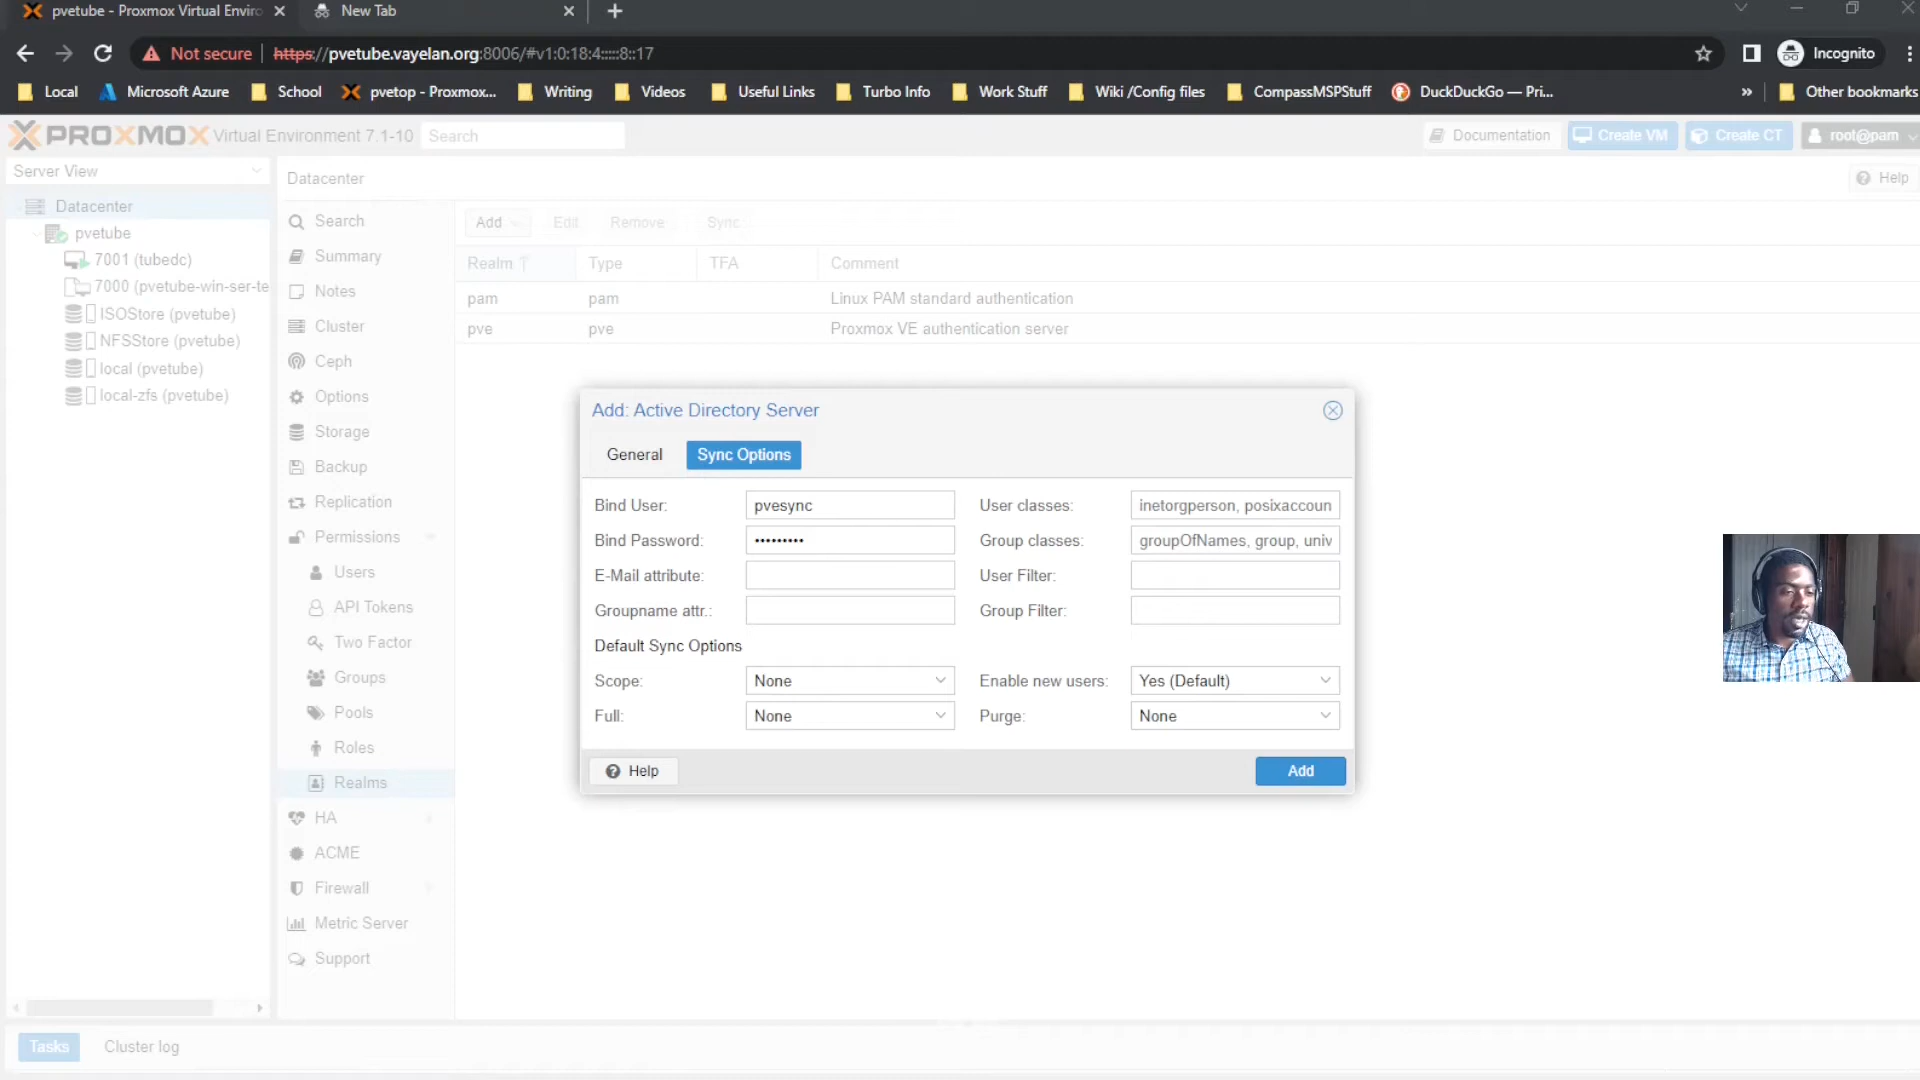 pvetube - Proxmox Virtual Enviro
New Tab
Not secure
https://pvetube.vayelan.org:8006/#v1:0:18:4:::::8::17
Incognito
Local
Microsoft Azure
School
pvetop - Proxmox...
Writing
Videos
Useful Links
Turbo Info
Work Stuff
Wiki /Config files
CompassMSPStuff
DuckDuckGo — Pri...
»
Other bookmarks
PROXMOX Virtual Environment 7.1-10
Search
Documentation
Create VM
Create CT
root@pam
Server View
Datacenter
pvetube
7001 (tubedc)
7000 (pvetube-win-ser-te
ISOStore (pvetube)
NFSStore (pvetube)
local (pvetube)
local-zfs (pvetube)
Datacenter
Help
Search
Summary
Notes
Cluster
Ceph
Options
Storage
Backup
Replication
Permissions
Users
API Tokens
Two Factor
Groups
Pools
Roles
Realms
HA
ACME
Firewall
Metric Server
Support
Add
Edit
Remove
Sync
Realm
Type
TFA
Comment
pam
pam
Linux PAM standard authentication
pve
pve
Proxmox VE authentication server
Add: Active Directory Server
General
Sync Options
Bind User:
pvesync
User classes:
inetorgperson, posixaccoun
Bind Password:
•••••••••
Group classes:
groupOfNames, group, univ
E-Mail attribute:
User Filter:
Groupname attr.:
Group Filter:
Default Sync Options
Scope:
None
Enable new users:
Yes (Default)
Full:
None
Purge:
None
Help
Add
Tasks
Cluster log